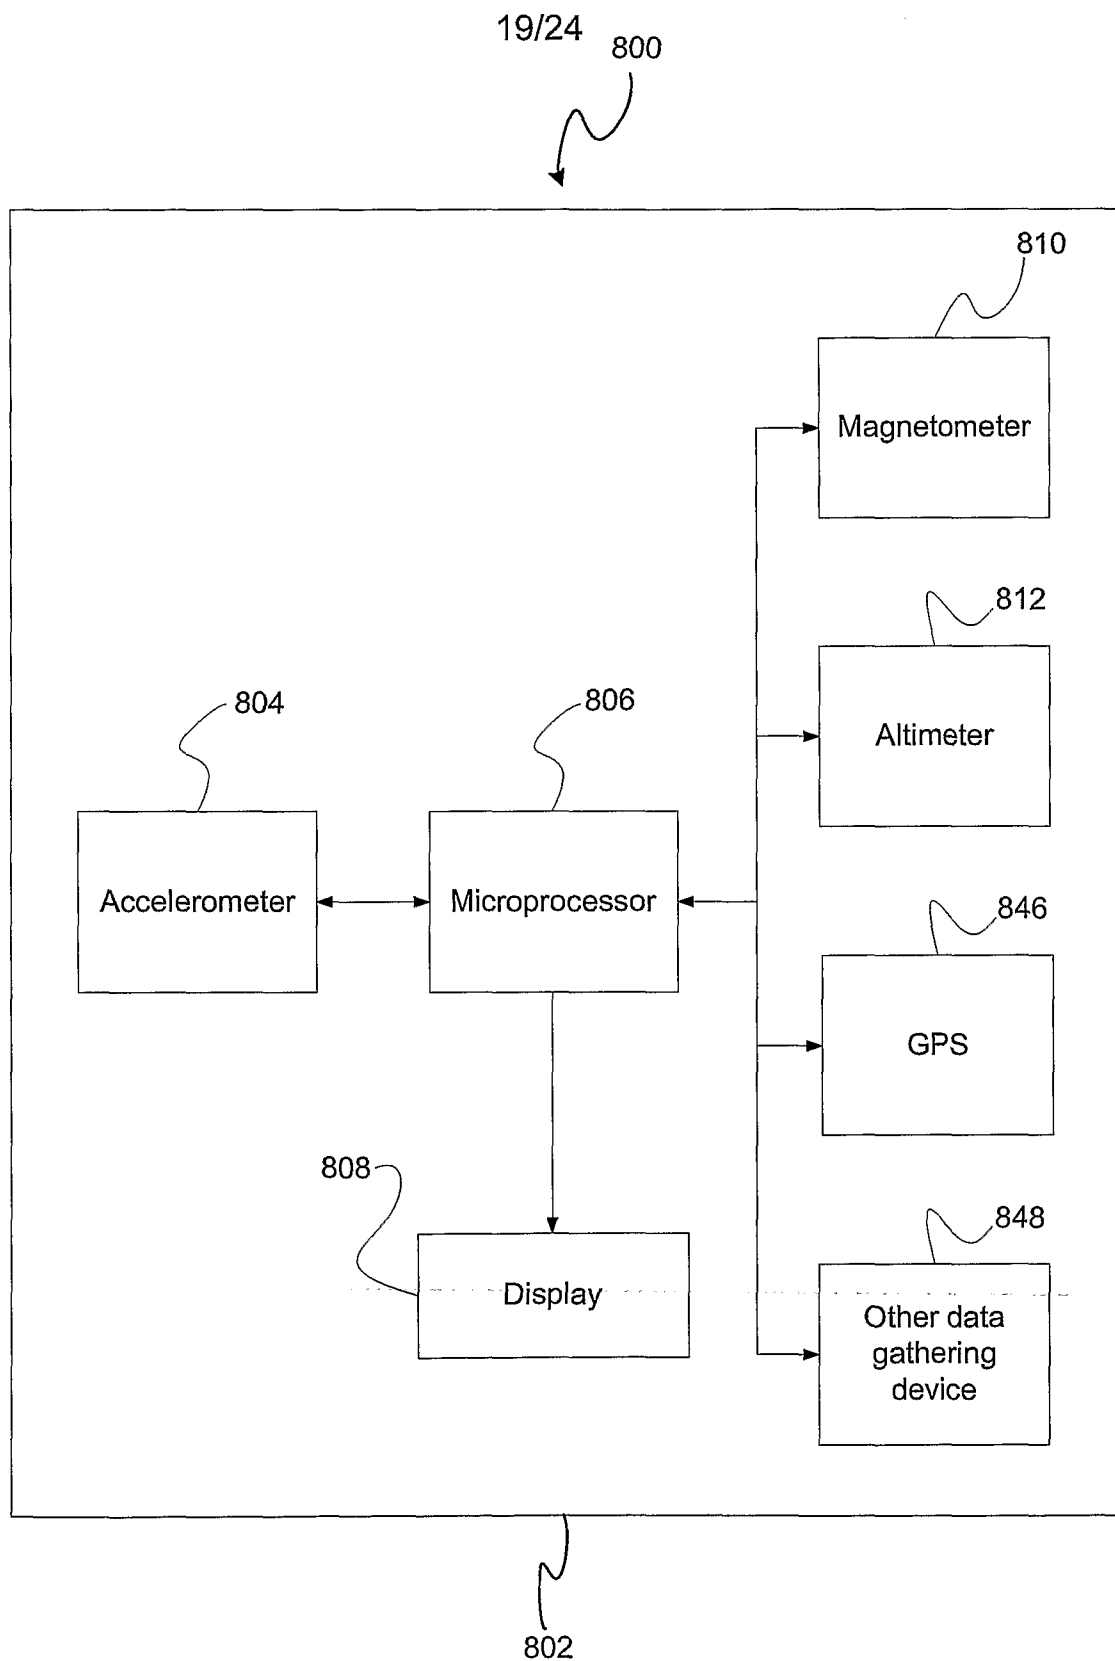 19/24
800
810
Magnetometer
812
Altimeter
804
806
Accelerometer
Microprocessor
846
GPS
808
Display
848
Other data
gathering
device
802